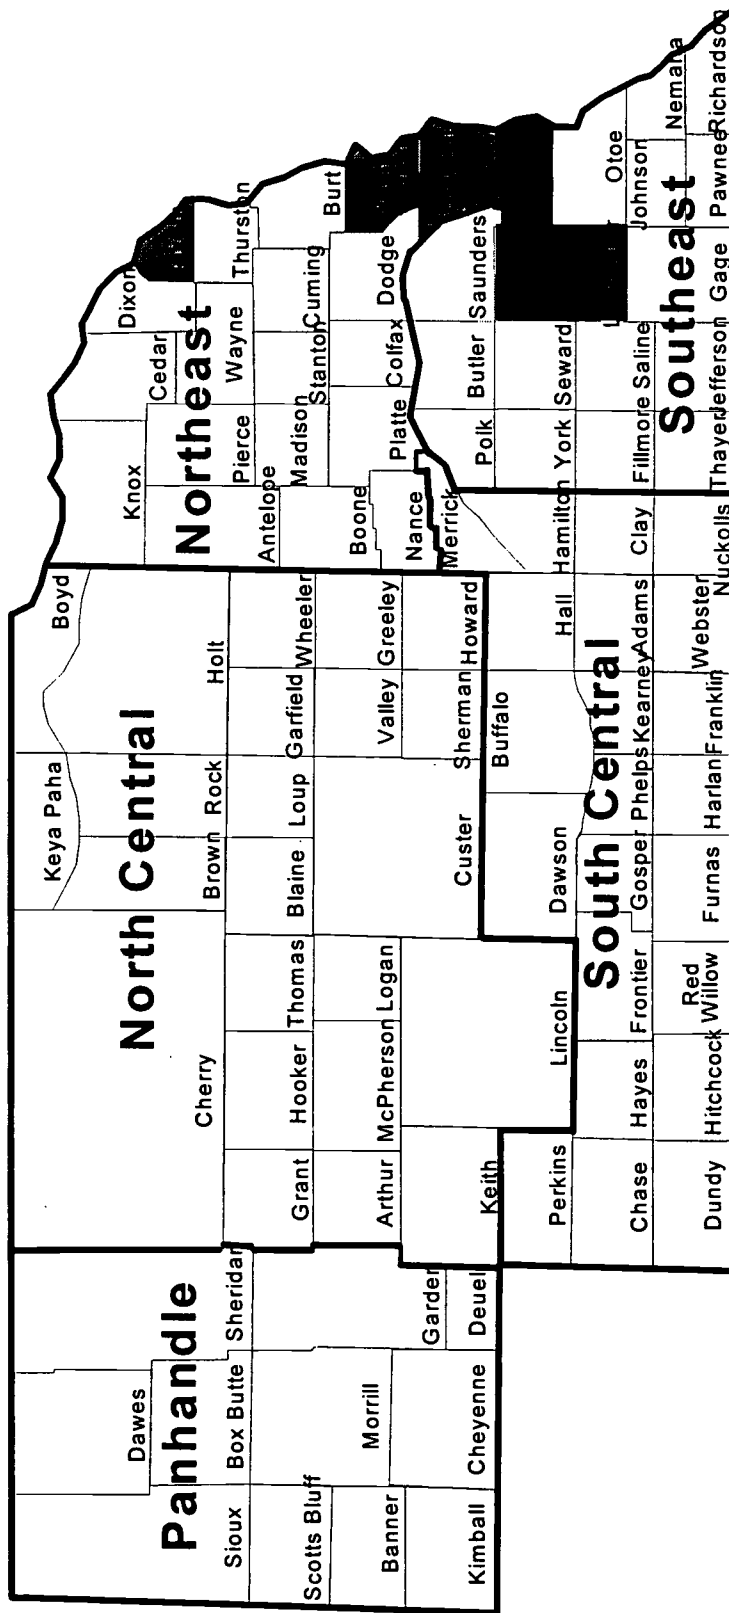 Panhandle
Sioux
Dawes
Box Butte
Sheridan
Scotts Bluff
Banner
Morrill
Garden
Kimball
Cheyenne
Deuel
North Central
Cherry
Keya Paha
Boyd
Brown
Rock
Holt
Grant
Hooker
Thomas
Blaine
Loup
Garfield
Wheeler
Arthur
McPherson
Logan
Custer
Valley
Greeley
Sherman
Howard
Keith
Lincoln
Northeast
Knox
Cedar
Dixon
Antelope
Pierce
Wayne
Thurston
Madison
Stanton
Cuming
Burt
Boone
Platte
Colfax
Dodge
Nance
South Central
Perkins
Chase
Hayes
Frontier
Dundy
Hitchcock
Red
Willow
Dawson
Buffalo
Hall
Merrick
Hamilton
Gosper
Phelps
Kearney
Adams
Clay
Furnas
Harlan
Franklin
Webster
Nuckolls
Southeast
Polk
Butler
Saunders
York
Seward
Fillmore
Saline
Otoe
Thayer
Jefferson
Gage
Johnson
Nemaha
Pawnee
Richardson